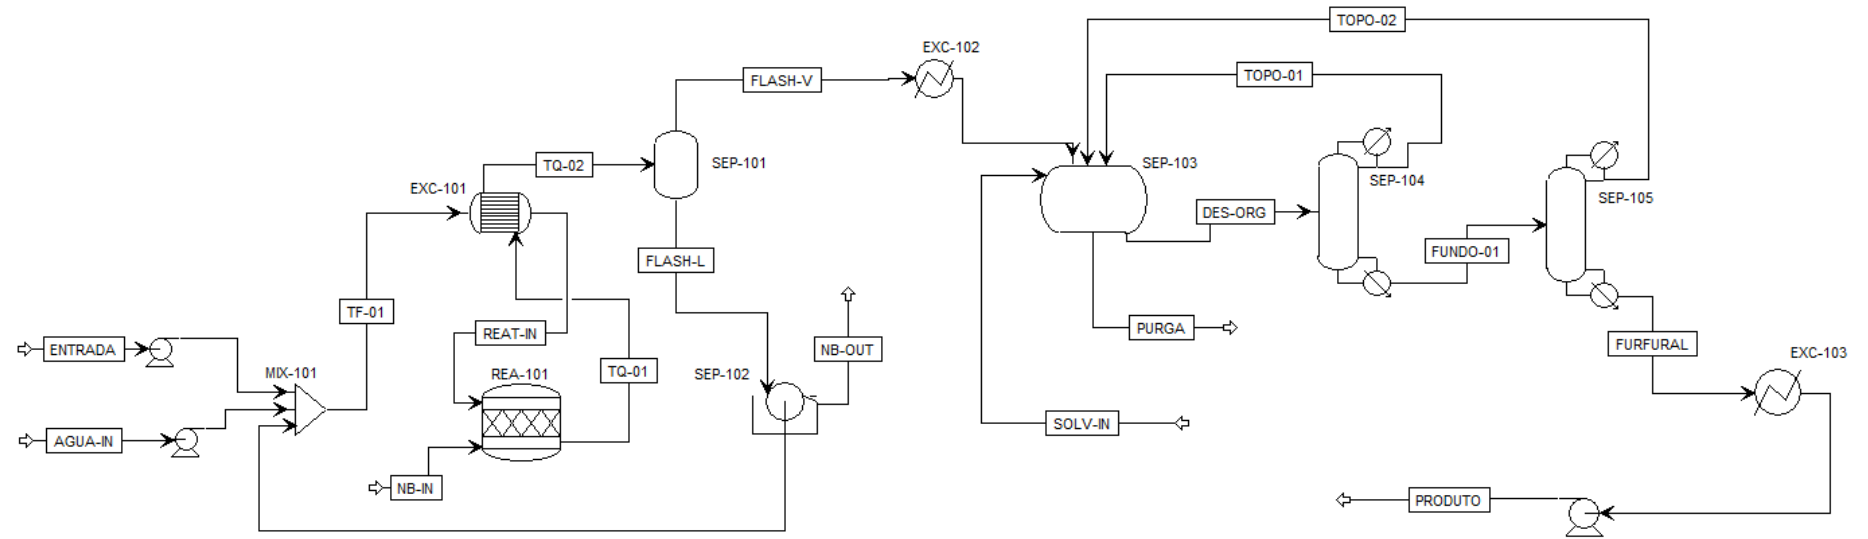 TOPO-02
EXC-102
TOPO-01
FLASH-V
SEP-101
SEP-103
TQ-02
EXC-101
SEP-104
SEP-105
DES-ORG
FUNDO-01
FLASH-L
TF-01
REAT-IN
PURGA
FURFURAL
ENTRADA
NB-OUT
EXC-103
MIX-101
REA-101
TQ-01
SEP-102
SOLV-IN
AGUA-IN
NB-IN
PRODUTO